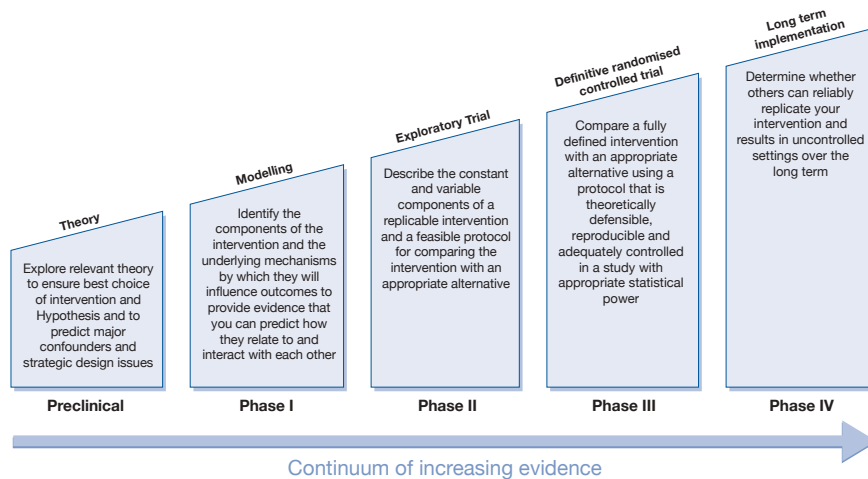 Theory
Explore relevant theory
to ensure best choice
of intervention and
Hypothesis and to
predict major
confounders and
strategic design issues
Preclinical
Modelling
Identify the
components of the
intervention and the
underlying mechanisms
by which they will
influence outcomes to
provide evidence that
you can predict how
they relate to and
interact with each other
Phase I
Exploratory Trial
Describe the constant
and variable
components of a
replicable intervention
and a feasible protocol
for comparing the
intervention with an
appropriate alternative
Phase II
Definitive randomised
controlled trial
Compare a fully
defined intervention
with an appropriate
alternative using a
protocol that is
theoretically
defensible,
reproducible and
adequately controlled
in a study with
appropriate statistical
power
Phase III
Long term
implementation
Determine whether
others can reliably
replicate your
intervention and
results in uncontrolled
settings over the
long term
Phase IV
Continuum of increasing evidence